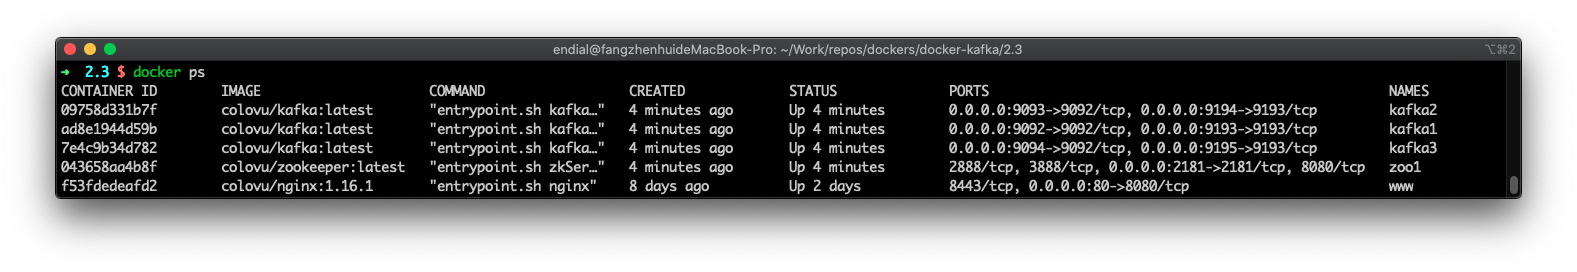 endial@fangzhenhuideMacBook-Pro: ~/Work/repos/dockers/docker-kafka/2.3 ⌥⌘2
➜ 2.3 $ docker ps
CONTAINER ID IMAGE COMMAND CREATED STATUS PORTS NAMES
09758d331b7f colovu/kafka:latest "entrypoint.sh kafka…" 4 minutes ago Up 4 minutes 0.0.0.0:9093->9092/tcp, 0.0.0.0:9194->9193/tcp kafka2
ad8e1944d59b colovu/kafka:latest "entrypoint.sh kafka…" 4 minutes ago Up 4 minutes 0.0.0.0:9092->9092/tcp, 0.0.0.0:9193->9193/tcp kafka1
7e4c9b34d782 colovu/kafka:latest "entrypoint.sh kafka…" 4 minutes ago Up 4 minutes 0.0.0.0:9094->9092/tcp, 0.0.0.0:9195->9193/tcp kafka3
043658aa4b8f colovu/zookeeper:latest "entrypoint.sh zkSer…" 4 minutes ago Up 4 minutes 2888/tcp, 3888/tcp, 0.0.0.0:2181->2181/tcp, 8080/tcp zoo1
f53fdedeafd2 colovu/nginx:1.16.1 "entrypoint.sh nginx" 8 days ago Up 2 days 8443/tcp, 0.0.0.0:80->8080/tcp www